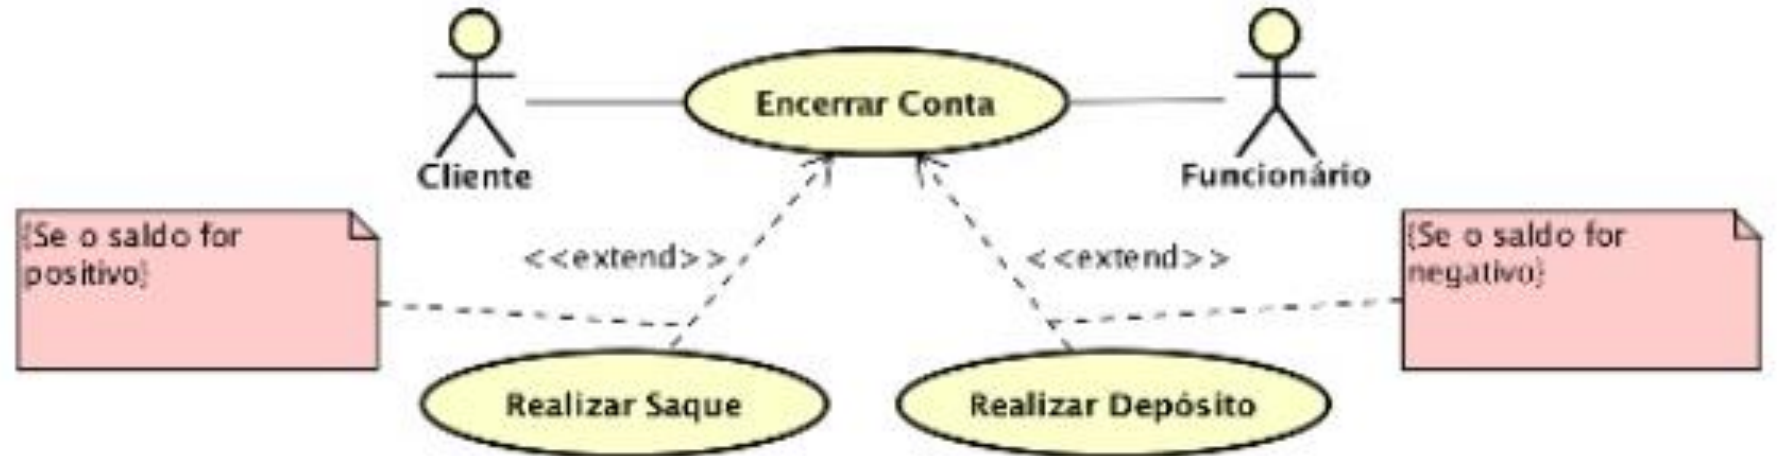 Encerrar Conta
Cliente
Funcionário
{Se o saldo for
positivo}
<<extend>>
<<extend>>
{Se o saldo for
negativo}
Realizar Saque
Realizar Depósito